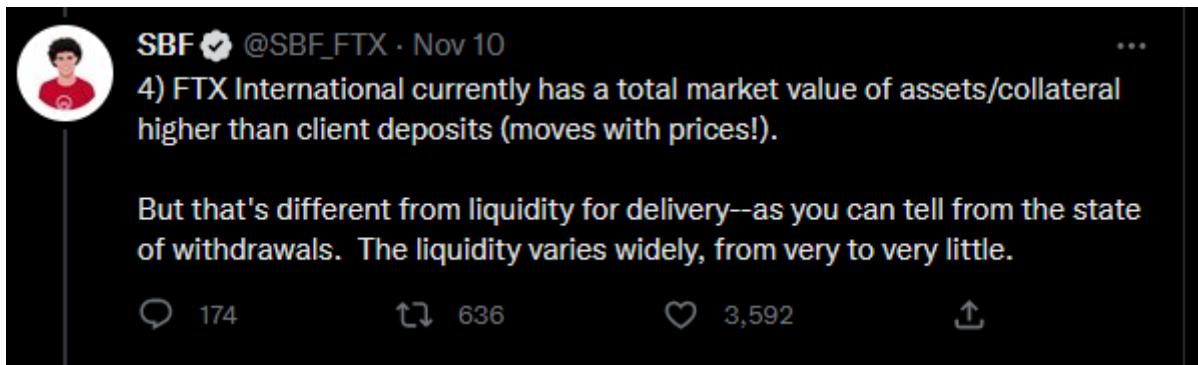 SBF @SBF_FTX · Nov 10
4) FTX International currently has a total market value of assets/collateral
higher than client deposits (moves with prices!).
But that's different from liquidity for delivery--as you can tell from the state
of withdrawals.  The liquidity varies widely, from very to very little.
174 636 3,592